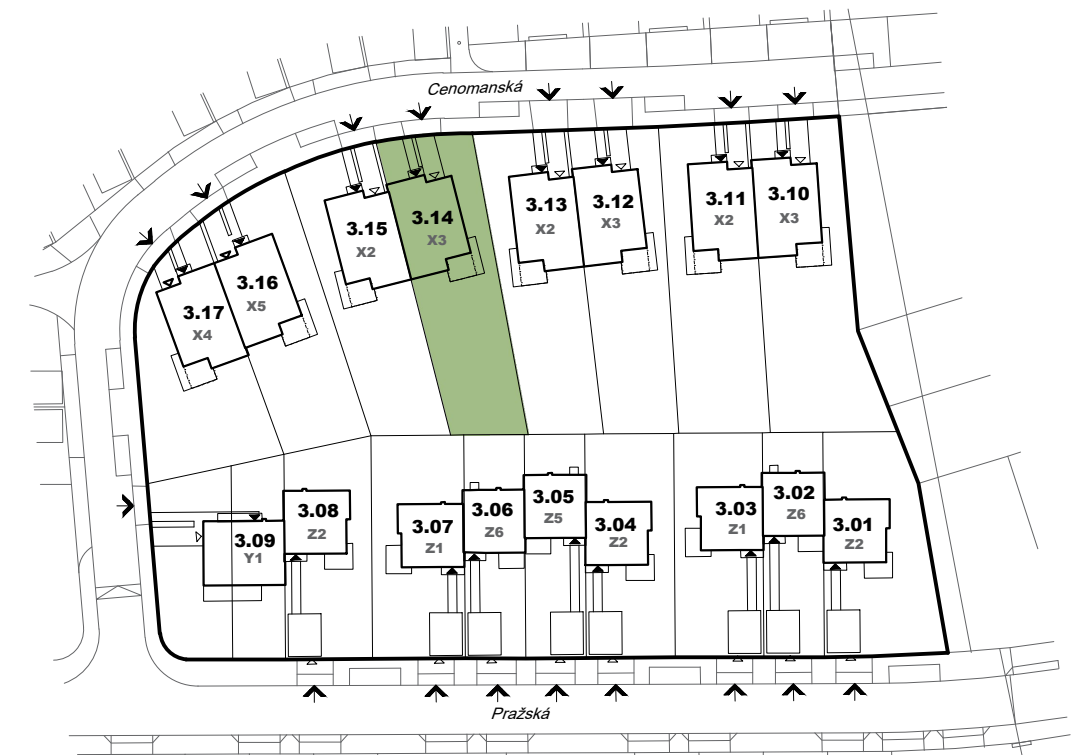 Cenomanská
3.15
X2
3.14
X3
3.13
X2
3.12
X3
3.11
X2
3.10
X3
3.17
X4
3.16
X5
3.09
Y1
3.08
Z2
3.07
Z1
3.06
Z6
3.05
Z5
3.04
Z2
3.03
Z1
3.02
Z6
3.01
Z2
Pražská